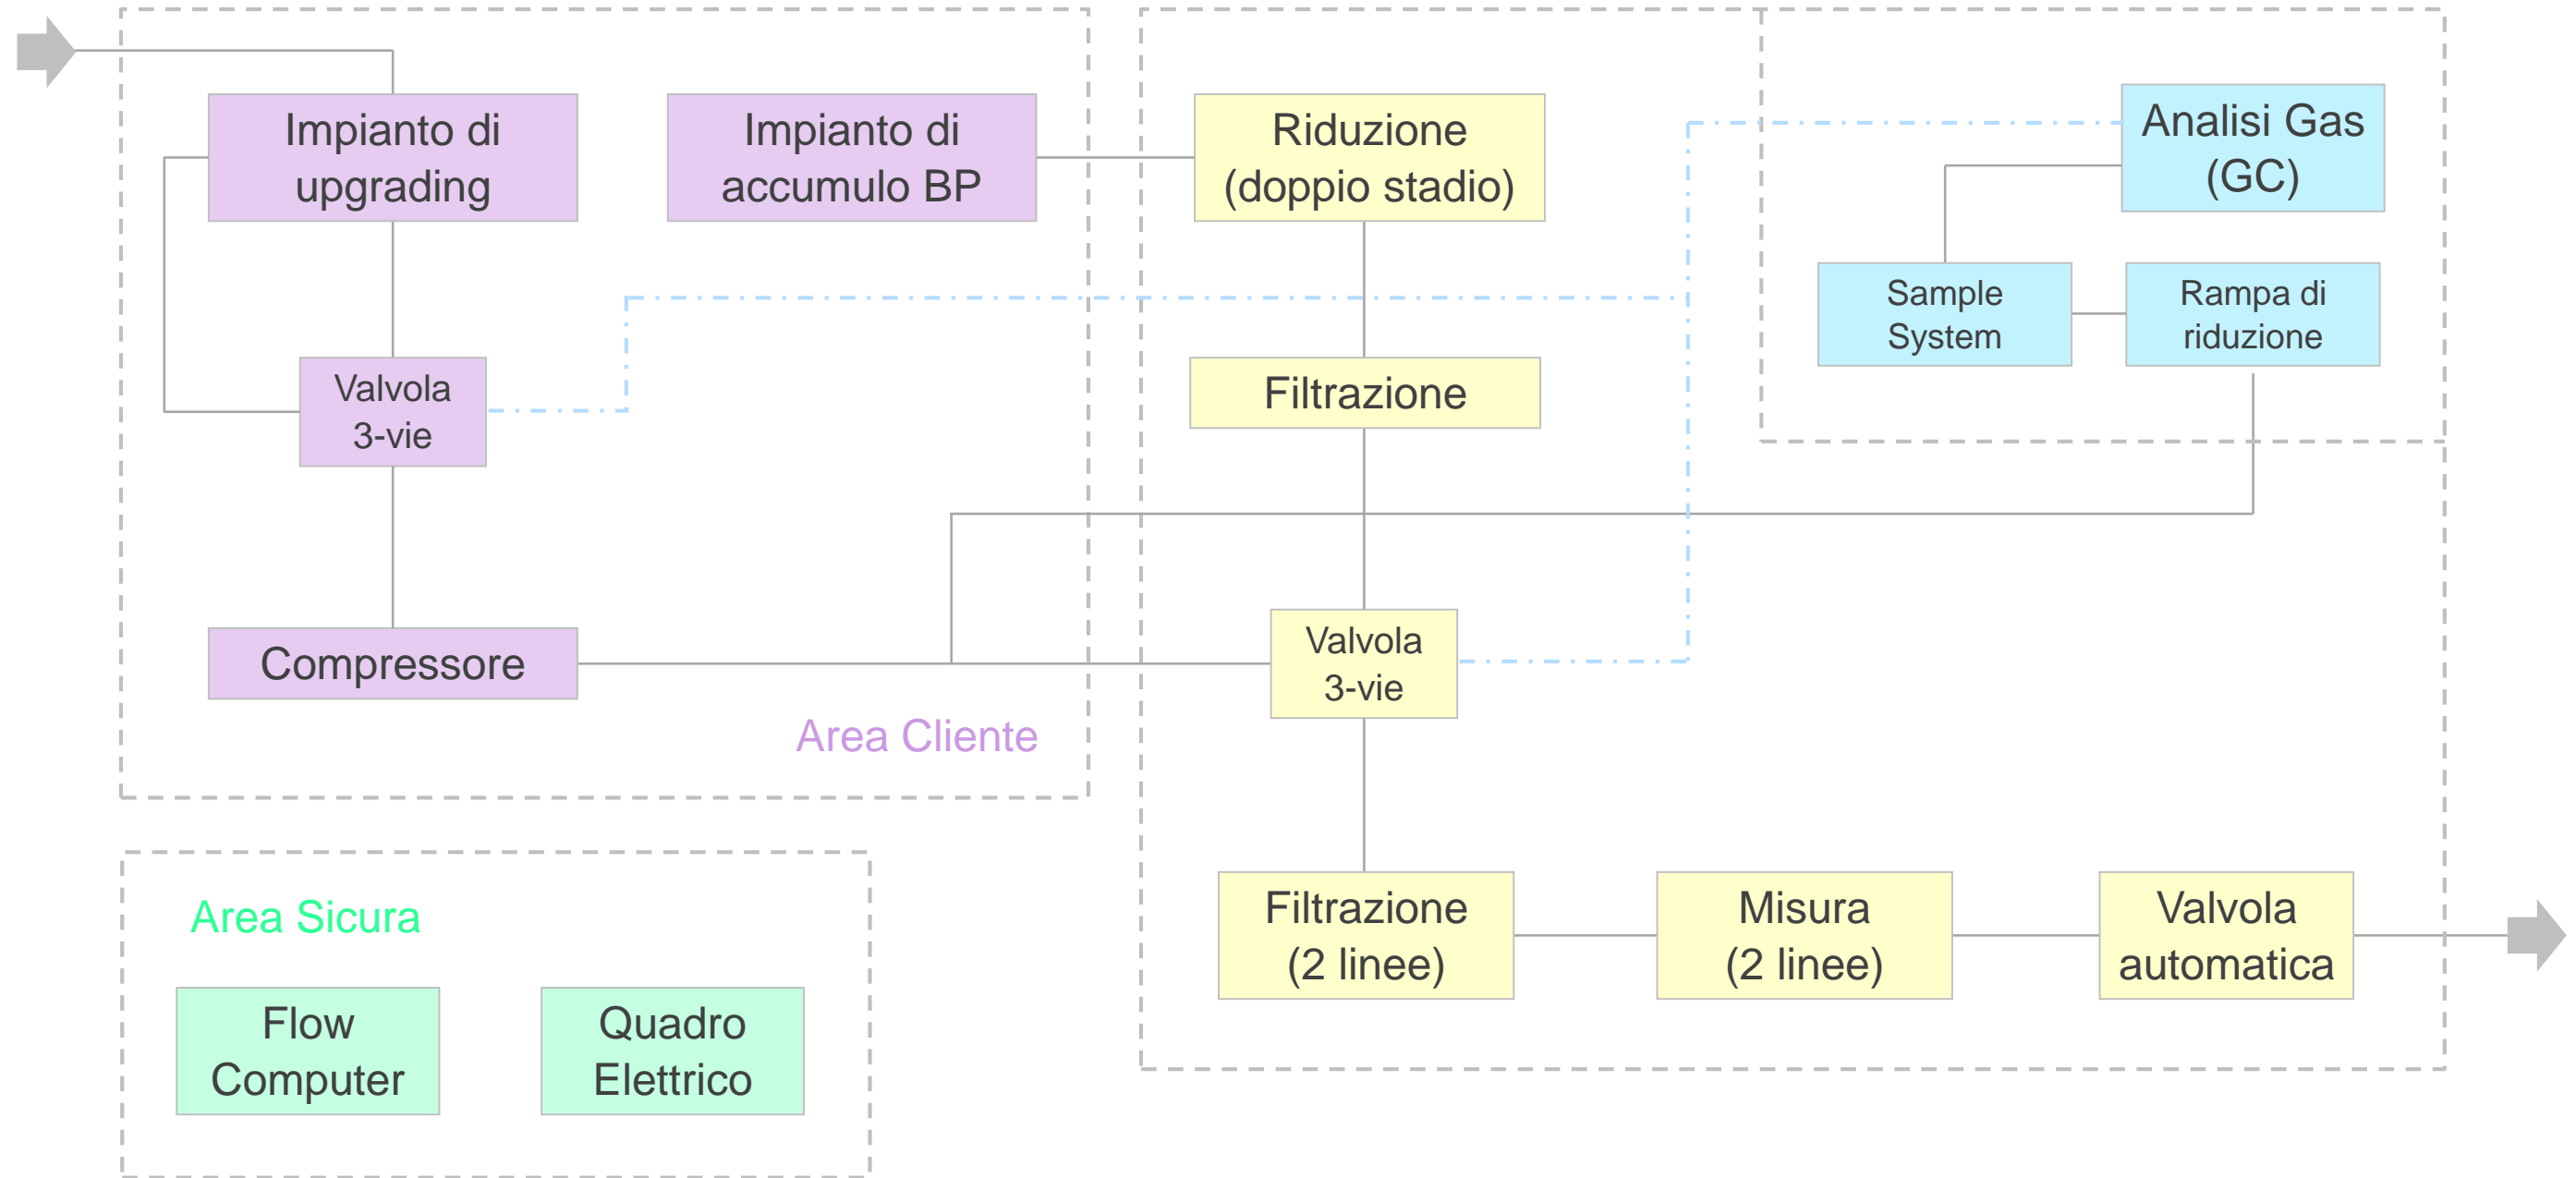 Impianto di
upgrading
Impianto di
accumulo BP
Riduzione
(doppio stadio)
Analisi Gas
(GC)
Sample
System
Rampa di
riduzione
Valvola
3-vie
Filtrazione
Compressore
Valvola
3-vie
Area Cliente
Filtrazione
(2 linee)
Misura
(2 linee)
Valvola
automatica
Area Sicura
Flow
Computer
Quadro
Elettrico